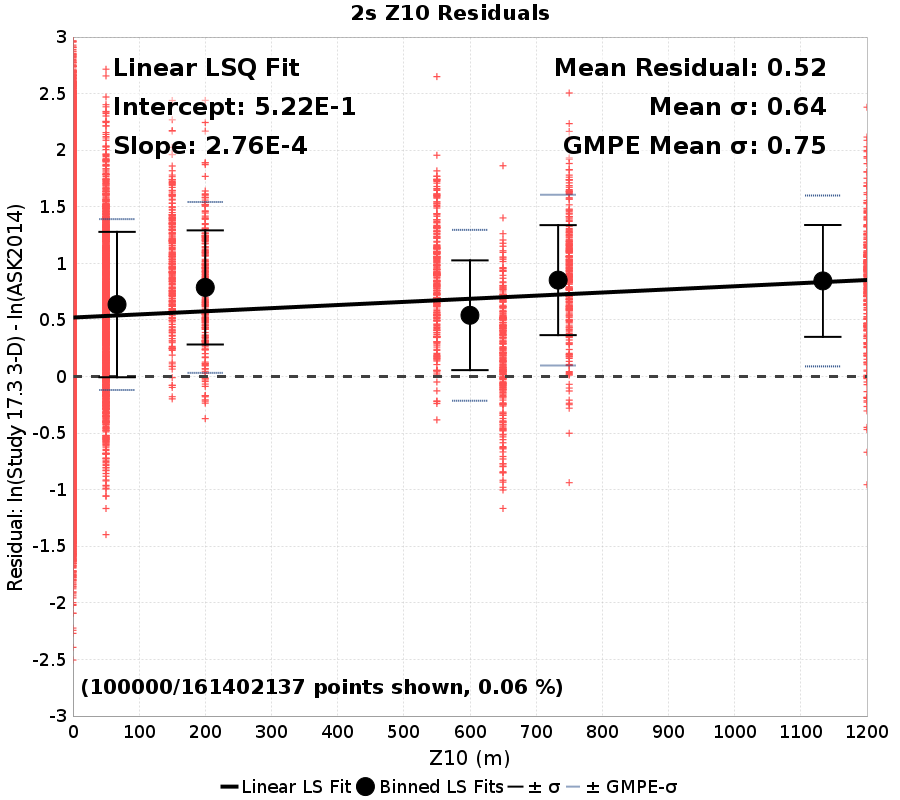 2s Z10 Residuals
Linear LSQ Fit
Intercept: 5.22E-1
Slope: 2.76E-4
Mean Residual: 0.52
Mean σ: 0.64
GMPE Mean σ: 0.75
Residual: ln(Study 17.3 3-D) - ln(ASK2014)
3
2.5
2
1.5
1
0.5
0
-0.5
-1
-1.5
-2
-2.5
-3
(100000/161402137 points shown, 0.06 %)
0 100 200 300 400 500 600 700 800 900 1000 1100 1200
Z10 (m)
Linear LS Fit Binned LS Fits ± σ ± GMPE-σ